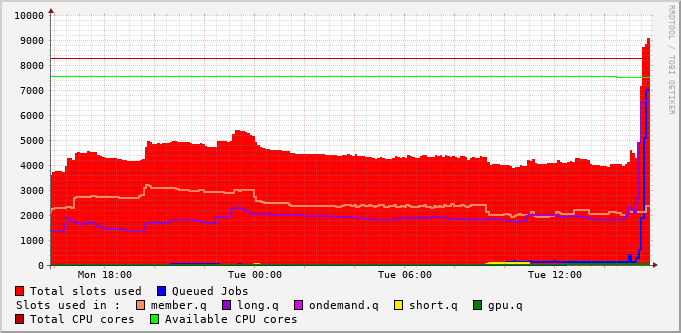 10000
9000
8000
7000
6000
5000
4000
3000
2000
1000
0
Mon 18:00 Tue 00:00 Tue 06:00 Tue 12:00
RRDTOOL / TOBI OETIKER
Total slots used Queued Jobs
Slots used in : member.q long.q ondemand.q short.q gpu.q
Total CPU cores Available CPU cores